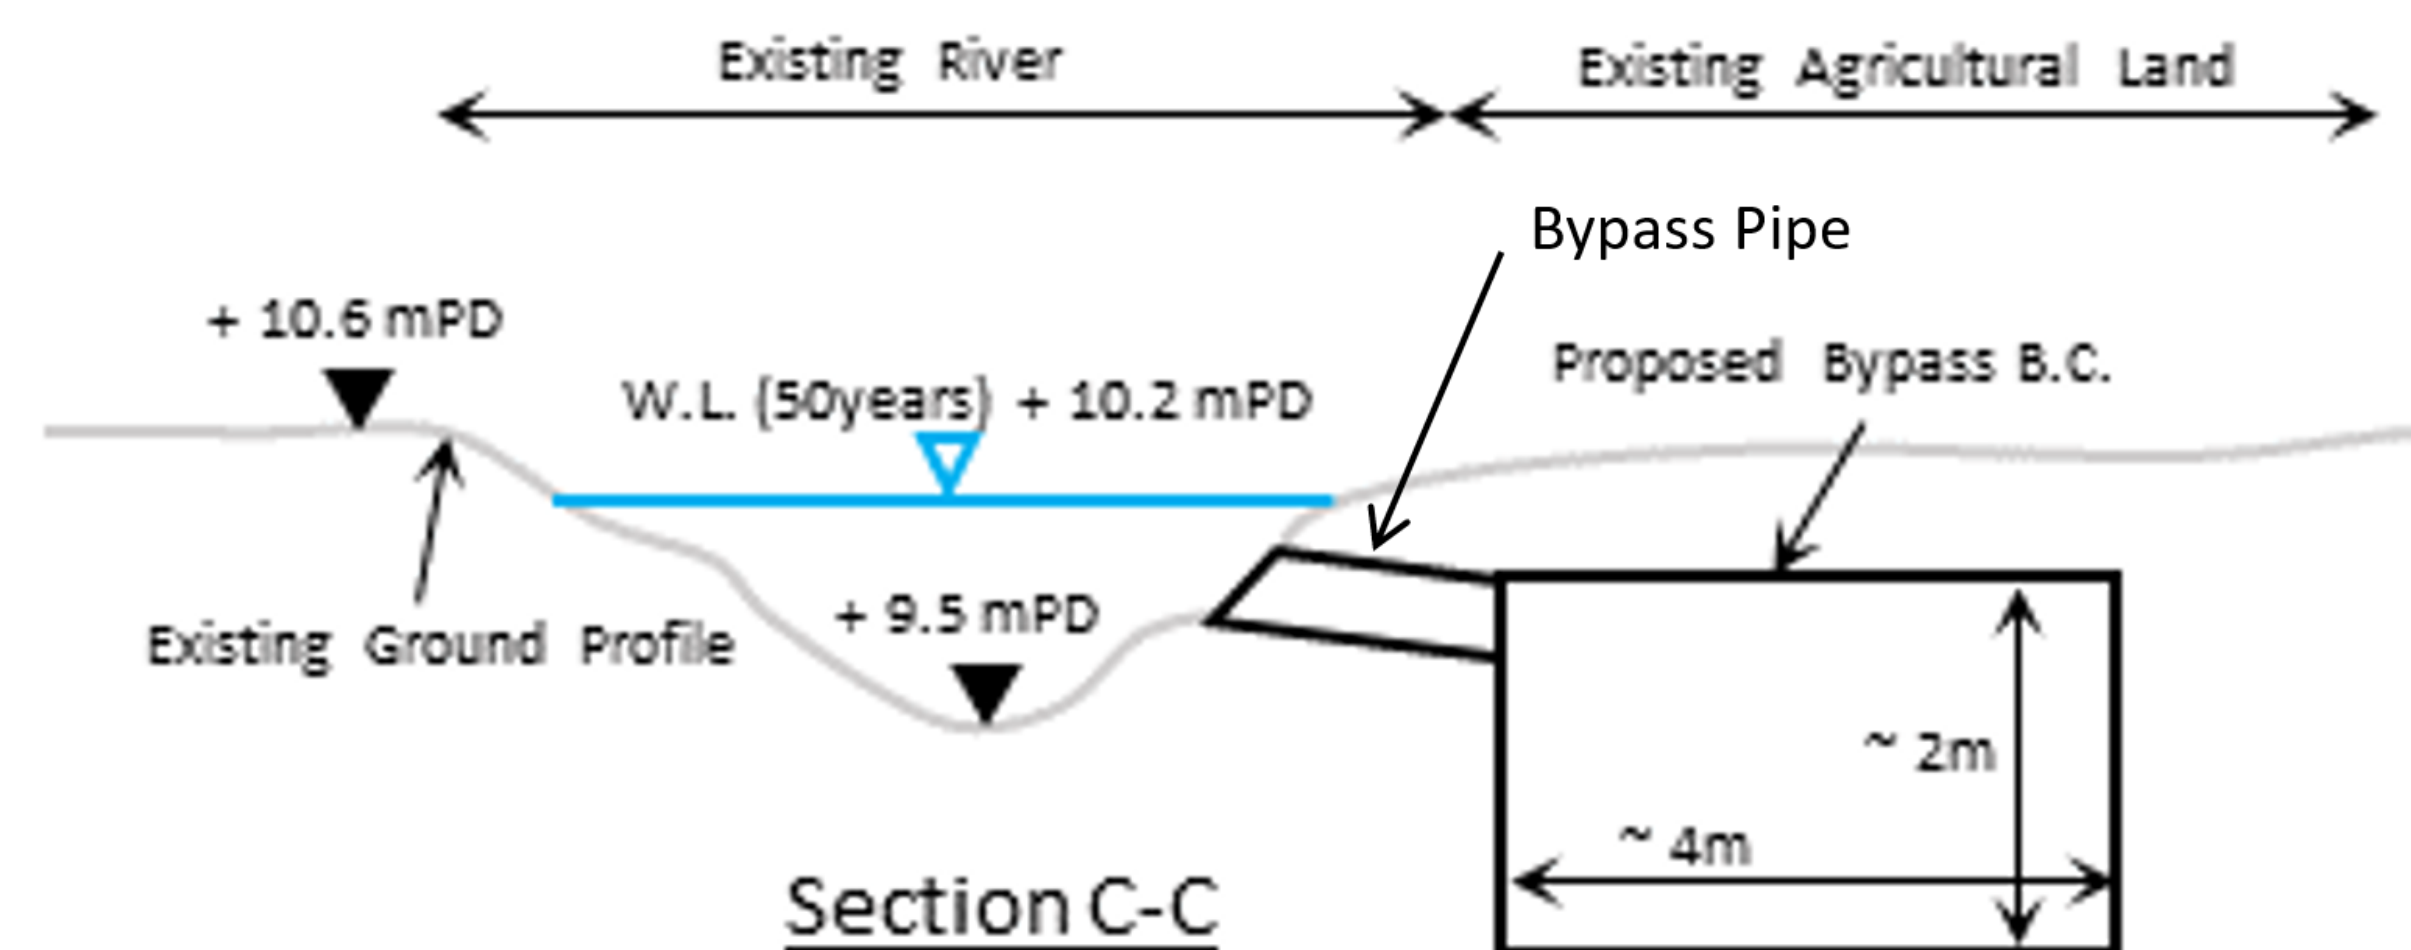 Existing River
Existing Agricultural Land
Bypass Pipe
+ 10.6 mPD
Proposed Bypass B.C.
W.L. (50years) + 10.2 mPD
+ 9.5 mPD
Existing Ground Profile
~ 2m
~ 4m
Section C-C